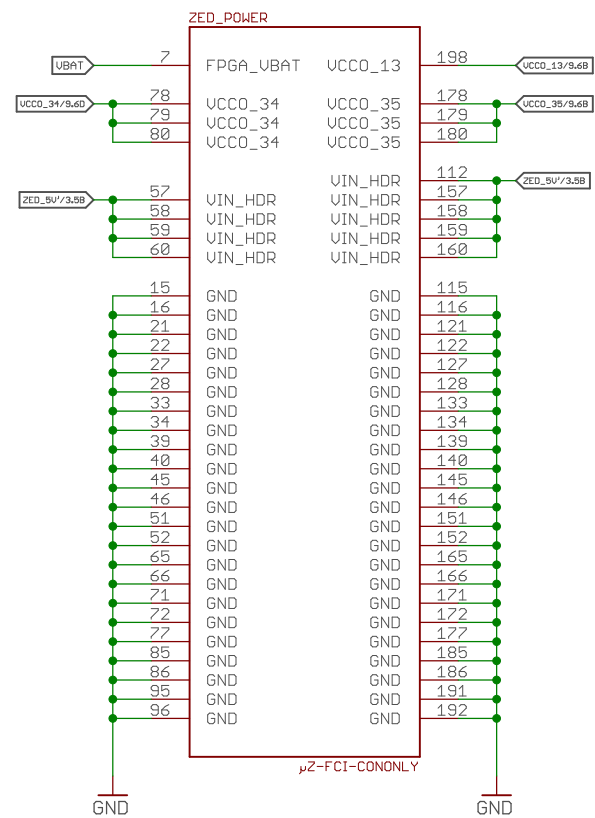 ZED_POWER
VBAT 7 FPGA_VBAT VCCO_13 198 VCCO_13/9.6B
VCCO_34/9.6D 78 VCCO_34 VCCO_35 178 VCCO_35/9.6B
79 VCCO_34 VCCO_35 179
80 VCCO_34 VCCO_35 180
VIN_HDR 112 ZED_5V'/3.5B
ZED_5V'/3.5B 57 VIN_HDR VIN_HDR 157
58 VIN_HDR VIN_HDR 158
59 VIN_HDR VIN_HDR 159
60 VIN_HDR VIN_HDR 160
15 GND GND 115
16 GND GND 116
21 GND GND 121
22 GND GND 122
27 GND GND 127
28 GND GND 128
33 GND GND 133
34 GND GND 134
39 GND GND 139
40 GND GND 140
45 GND GND 145
46 GND GND 146
51 GND GND 151
52 GND GND 152
65 GND GND 165
66 GND GND 166
71 GND GND 171
72 GND GND 172
77 GND GND 177
85 GND GND 185
86 GND GND 186
95 GND GND 191
96 GND GND 192
µZ-FCI-CONONLY
GND GND